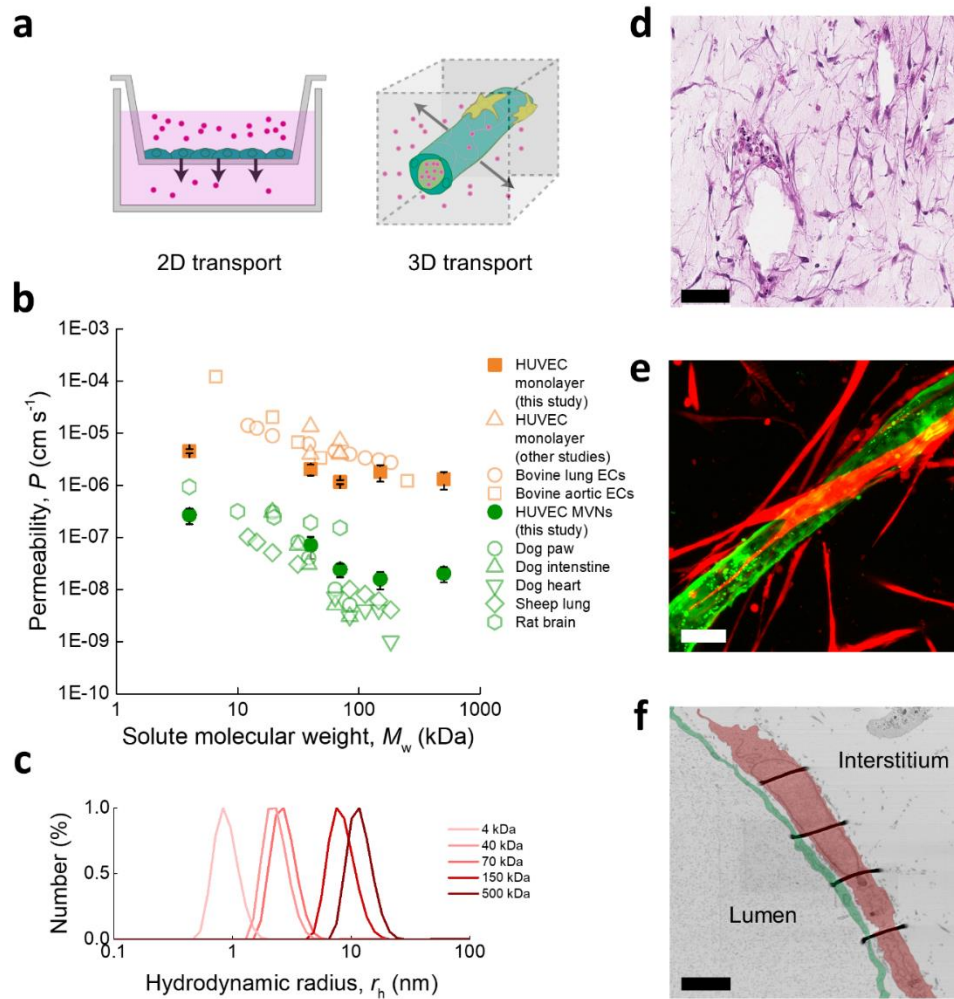 a
2D transport
3D transport
b
Permeability, P (cm s⁻¹)
1E-03
1E-04
1E-05
1E-06
1E-07
1E-08
1E-09
1E-10
1
10
100
1000
Solute molecular weight, Mw (kDa)
HUVEC
monolayer
(this study)
HUVEC
monolayer
(other studies)
Bovine lung ECs
Bovine aortic ECs
HUVEC MVNs
(this study)
Dog paw
Dog intenstine
Dog heart
Sheep lung
Rat brain
c
Number (%)
1.0
0.5
0.0
0.1
1
10
100
Hydrodynamic radius, rh (nm)
4 kDa
40 kDa
70 kDa
150 kDa
500 kDa
d
e
f
Interstitium
Lumen